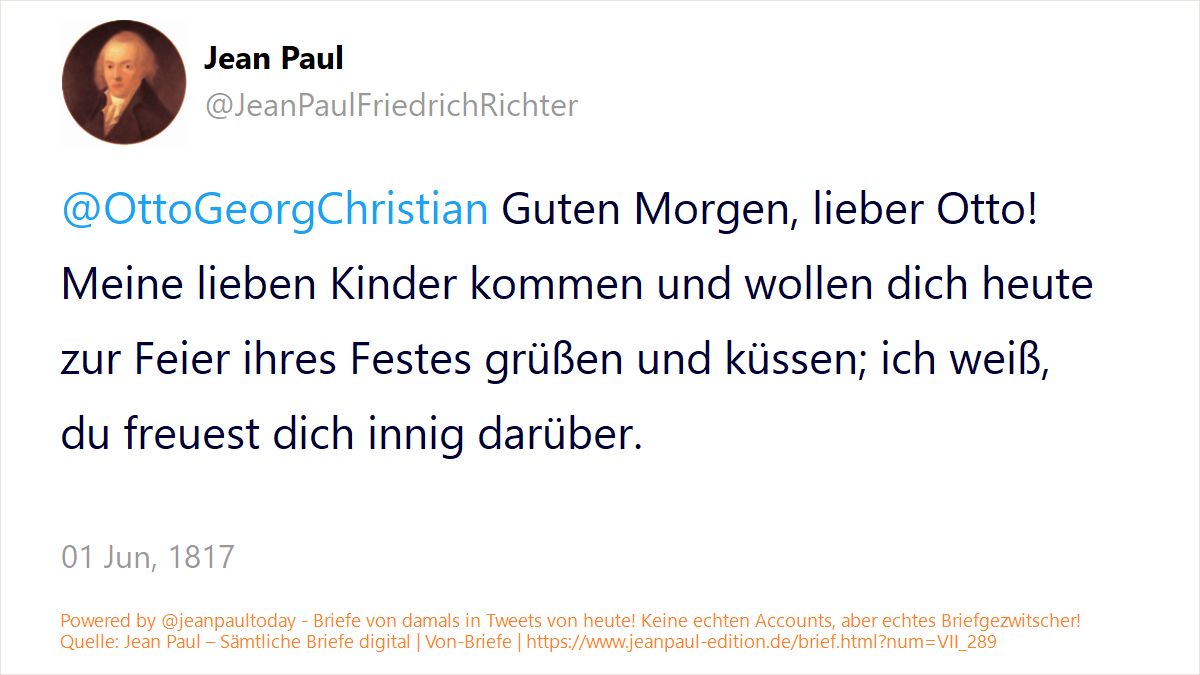 Jean Paul
@JeanPaulFriedrichRichter
@OttoGeorgChristian Guten Morgen, lieber Otto!
Meine lieben Kinder kommen und wollen dich heute
zur Feier ihres Festes grüßen und küssen; ich weiß,
du freuest dich innig darüber.
01 Jun, 1817
Powered by @jeanpaultoday - Briefe von damals in Tweets von heute! Keine echten Accounts, aber echtes Briefgezwitscher!
Quelle: Jean Paul – Sämtliche Briefe digital | Von-Briefe | https://www.jeanpaul-edition.de/brief.html?num=VII_289